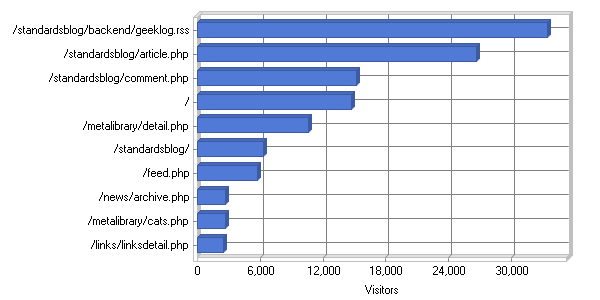 /standardsblog/backend/geeklog.rss
/standardsblog/article.php
/standardsblog/comment.php
/
/metalibrary/detail.php
/standardsblog/
/feed.php
/news/archive.php
/metalibrary/cats.php
/links/linksdetail.php
0 6,000 12,000 18,000 24,000 30,000
Visitors